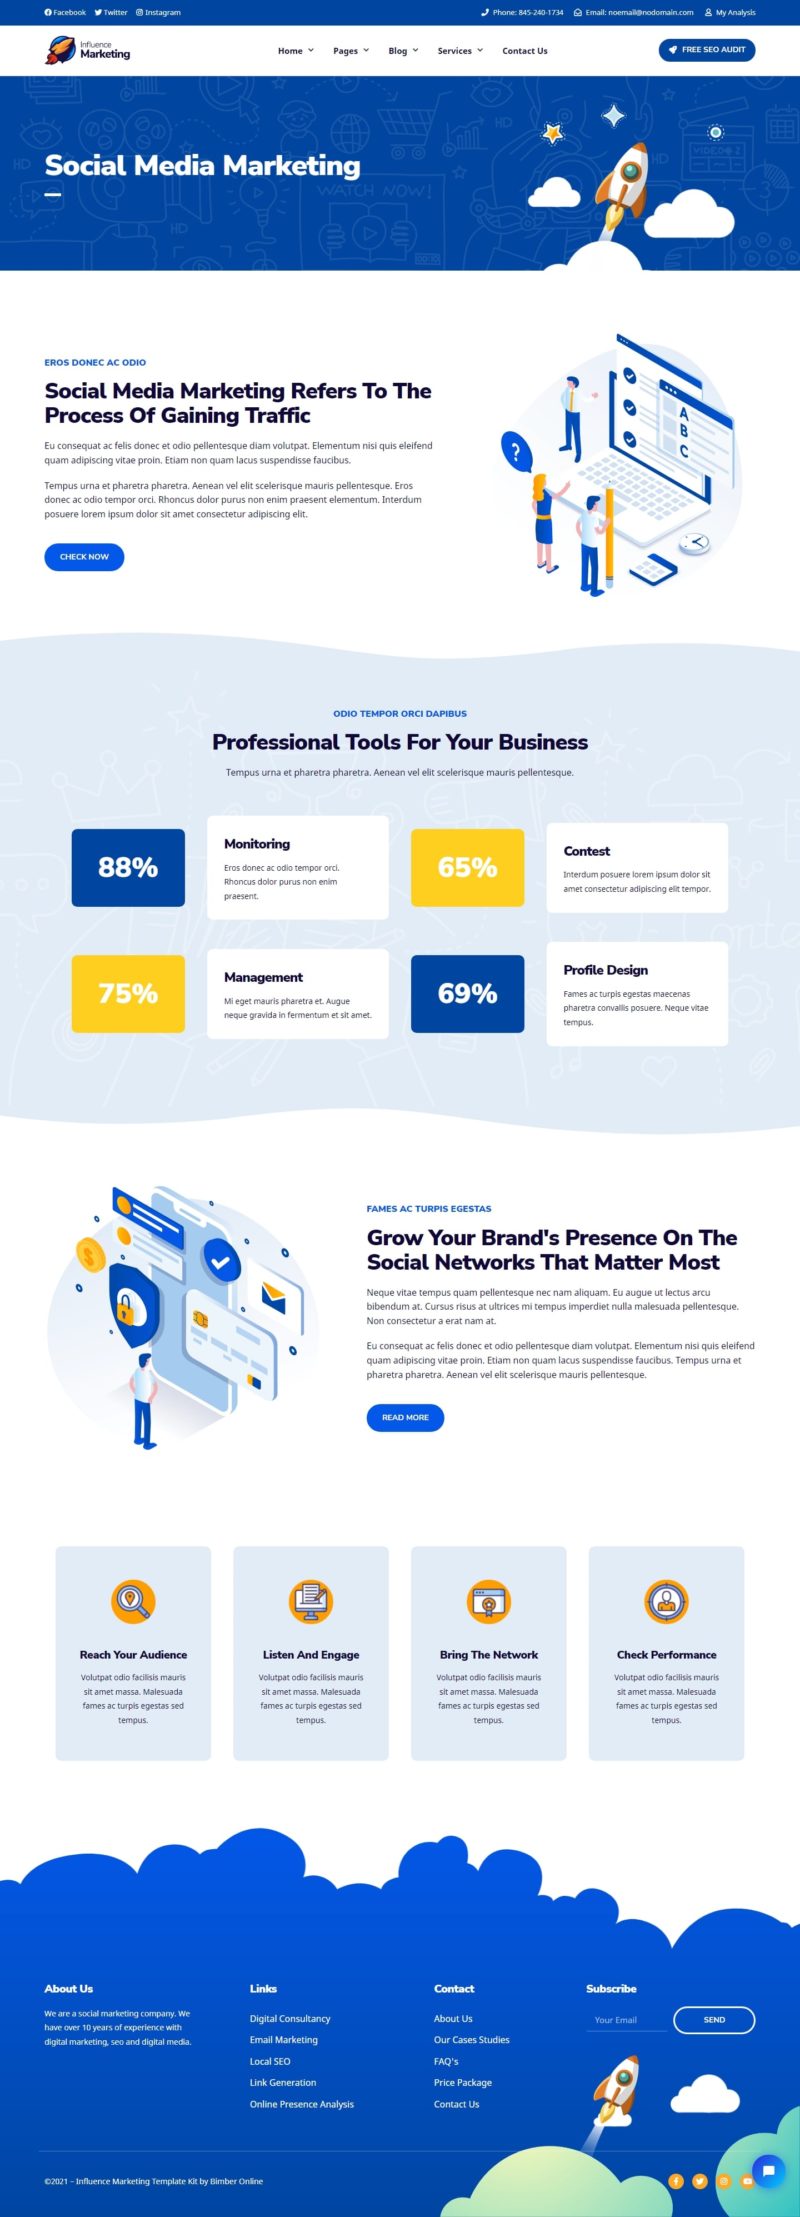 Facebook Twitter Instagram Phone: 845-240-1734 Email: noemail@nodomain.com My Analysis
Influence
Marketing
Home Pages Blog Services Contact Us FREE SEO AUDIT
HD
HD
HD
VIDEO 2
WATCH NOW!
3
00:10
Social Media Marketing
EROS DONEC AC ODIO
Social Media Marketing Refers To The
Process Of Gaining Traffic
Eu consequat ac felis donec et odio pellentesque diam volutpat. Elementum nisi quis eleifend
quam adipiscing vitae proin. Etiam non quam lacus suspendisse faucibus.
Tempus urna et pharetra pharetra. Aenean vel elit scelerisque mauris pellentesque. Eros
donec ac odio tempor orci. Rhoncus dolor purus non enim praesent elementum. Interdum
posuere lorem ipsum dolor sit amet consectetur adipiscing elit.
CHECK NOW
A
B
C
?
ODIO TEMPOR ORCI DAPIBUS
Professional Tools For Your Business
Tempus urna et pharetra pharetra. Aenean vel elit scelerisque mauris pellentesque.
88%
Monitoring
Eros donec ac odio tempor orci.
Rhoncus dolor purus non enim
praesent.
65%
Contest
Interdum posuere lorem ipsum dolor sit
amet consectetur adipiscing elit tempor.
75%
Management
Mi eget mauris pharetra et. Augue
neque gravida in fermentum et sit amet.
69%
Profile Design
Fames ac turpis egestas maecenas
pharetra convallis posuere. Neque vitae
tempus.
$
FAMES AC TURPIS EGESTAS
Grow Your Brand's Presence On The
Social Networks That Matter Most
Neque vitae tempus quam pellentesque nec nam aliquam. Eu augue ut lectus arcu
bibendum at. Cursus risus at ultrices mi tempus imperdiet nulla malesuada pellentesque.
Non consectetur a erat nam at.
Eu consequat ac felis donec et odio pellentesque diam volutpat. Elementum nisi quis eleifend
quam adipiscing vitae proin. Etiam non quam lacus suspendisse faucibus. Tempus urna et
pharetra pharetra. Aenean vel elit scelerisque mauris pellentesque.
READ MORE
Reach Your Audience
Volutpat odio facilisis mauris
sit amet massa. Malesuada
fames ac turpis egestas sed
tempus.
Listen And Engage
Volutpat odio facilisis mauris
sit amet massa. Malesuada
fames ac turpis egestas sed
tempus.
Bring The Network
Volutpat odio facilisis mauris
sit amet massa. Malesuada
fames ac turpis egestas sed
tempus.
Check Performance
Volutpat odio facilisis mauris
sit amet massa. Malesuada
fames ac turpis egestas sed
tempus.
About Us
We are a social marketing company. We
have over 10 years of experience with
digital marketing, seo and digital media.
Links
Digital Consultancy
Email Marketing
Local SEO
Link Generation
Online Presence Analysis
Contact
About Us
Our Cases Studies
FAQ's
Price Package
Contact Us
Subscribe
Your Email SEND
©2021 – Influence Marketing Template Kit by Bimber Online